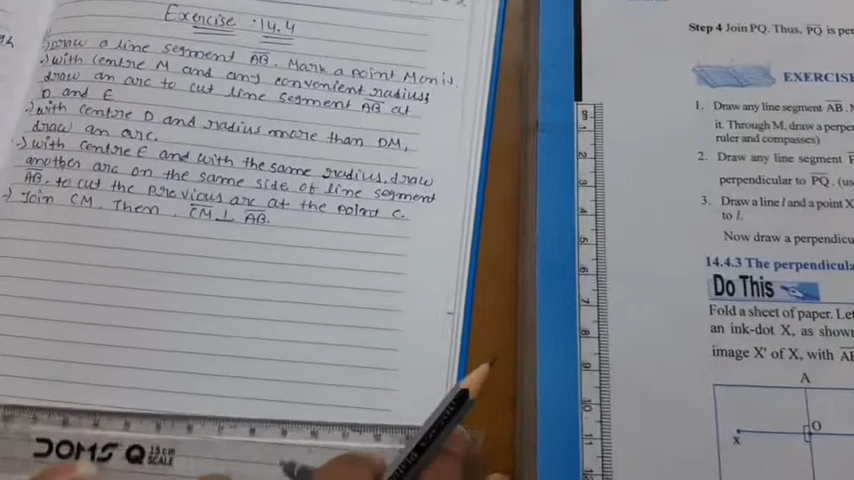 Exercise :14.4
draw a line segment AB. Mark a point M on it.
with centre M and any convenient radius,
draw an arc to cut line segment AB at
D and E
with centre D and radius more than DM,
draw an arc.
with centre E and with the same radius, draw
another arc on the same side of line segment
AB, to cut the previous arc at the point C.
Join CM. Then, CM ⊥ AB.
DOMS Q 15 cm SCALE
Step 4 Join PQ. Thus, PQ is per
EXERCIS
1. Draw any line segment AB.
it. Through M, draw a perpe
ruler and compasses)
2. Draw any line segment
perpendicular to PQ. (us
3. Draw a line l and a point X
to l.
Now draw a perpendicular
14.4.3 The perpendicular
Do This
Fold a sheet of paper. Let
an ink-dot X, as shown
image X' of X, with AB
A
X
O